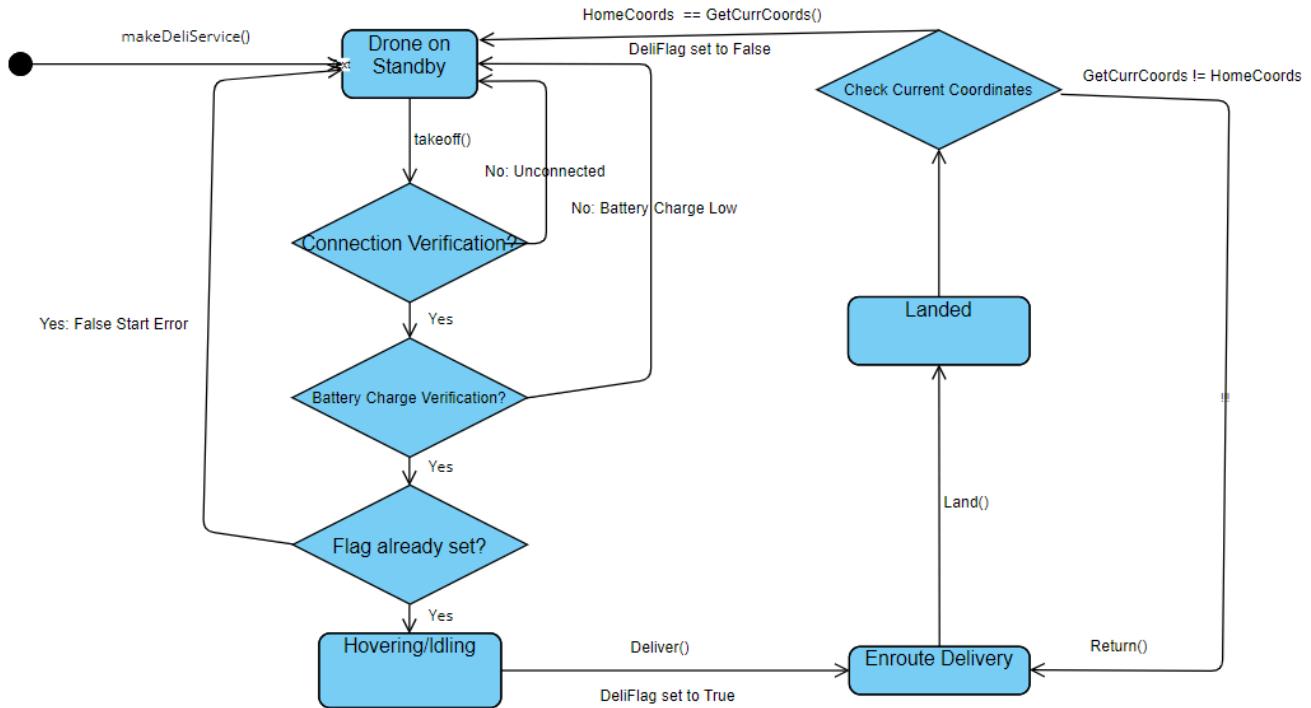 HomeCoords == GetCurrCoords()
makeDeliService()
Drone on
Standby
DeliFlag set to False
GetCurrCoords != HomeCoords
Check Current Coordinates
takeoff()
No: Unconnected
No: Battery Charge Low
Connection Verification?
Yes: False Start Error
Yes
Landed
Battery Charge Verification?
!!!
Yes
Land()
Flag already set?
Yes
Hovering/Idling
Deliver()
Enroute Delivery
Return()
DeliFlag set to True